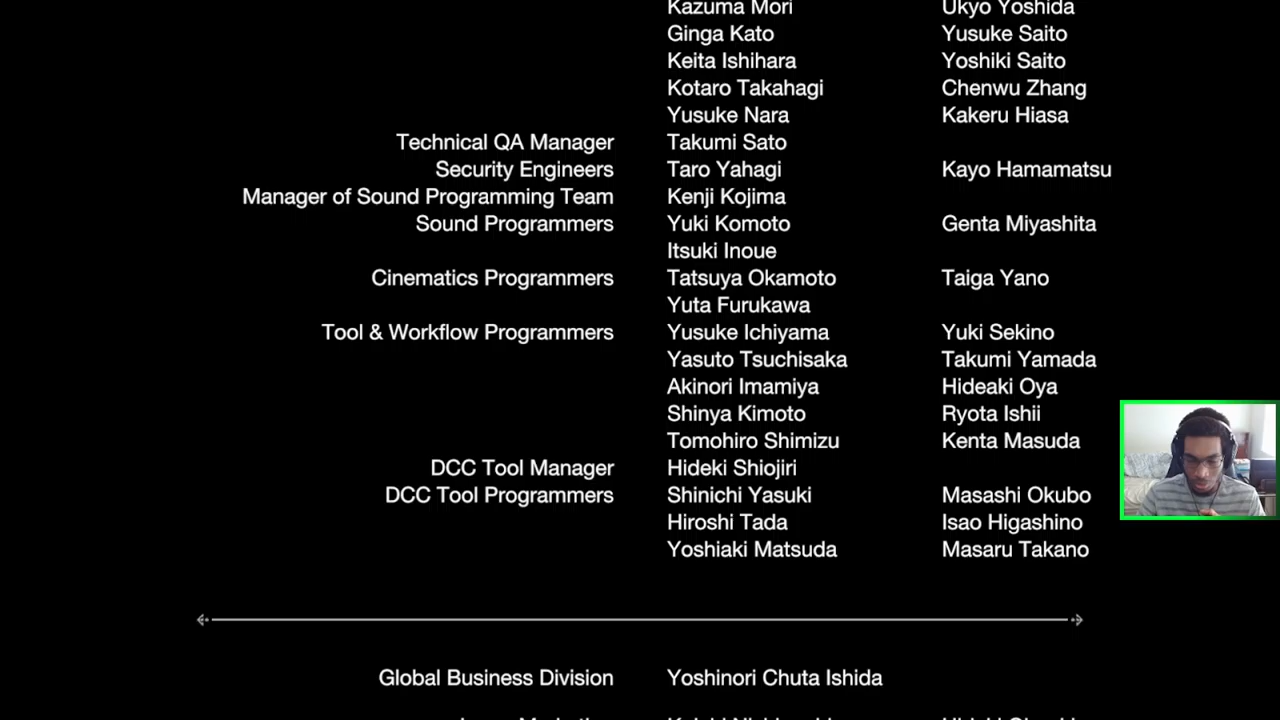 Kazuma Mori Ukyo Yoshida
Ginga Kato Yusuke Saito
Keita Ishihara Yoshiki Saito
Kotaro Takahagi Chenwu Zhang
Yusuke Nara Kakeru Hiasa
Technical QA Manager Takumi Sato
Security Engineers Taro Yahagi Kayo Hamamatsu
Manager of Sound Programming Team Kenji Kojima
Sound Programmers Yuki Komoto Genta Miyashita
Itsuki Inoue
Cinematics Programmers Tatsuya Okamoto Taiga Yano
Yuta Furukawa
Tool & Workflow Programmers Yusuke Ichiyama Yuki Sekino
Yasuto Tsuchisaka Takumi Yamada
Akinori Imamiya Hideaki Oya
Shinya Kimoto Ryota Ishii
Tomohiro Shimizu Kenta Masuda
DCC Tool Manager Hideki Shiojiri
DCC Tool Programmers Shinichi Yasuki Masashi Okubo
Hiroshi Tada Isao Higashino
Yoshiaki Matsuda Masaru Takano
Global Business Division Yoshinori Chuta Ishida